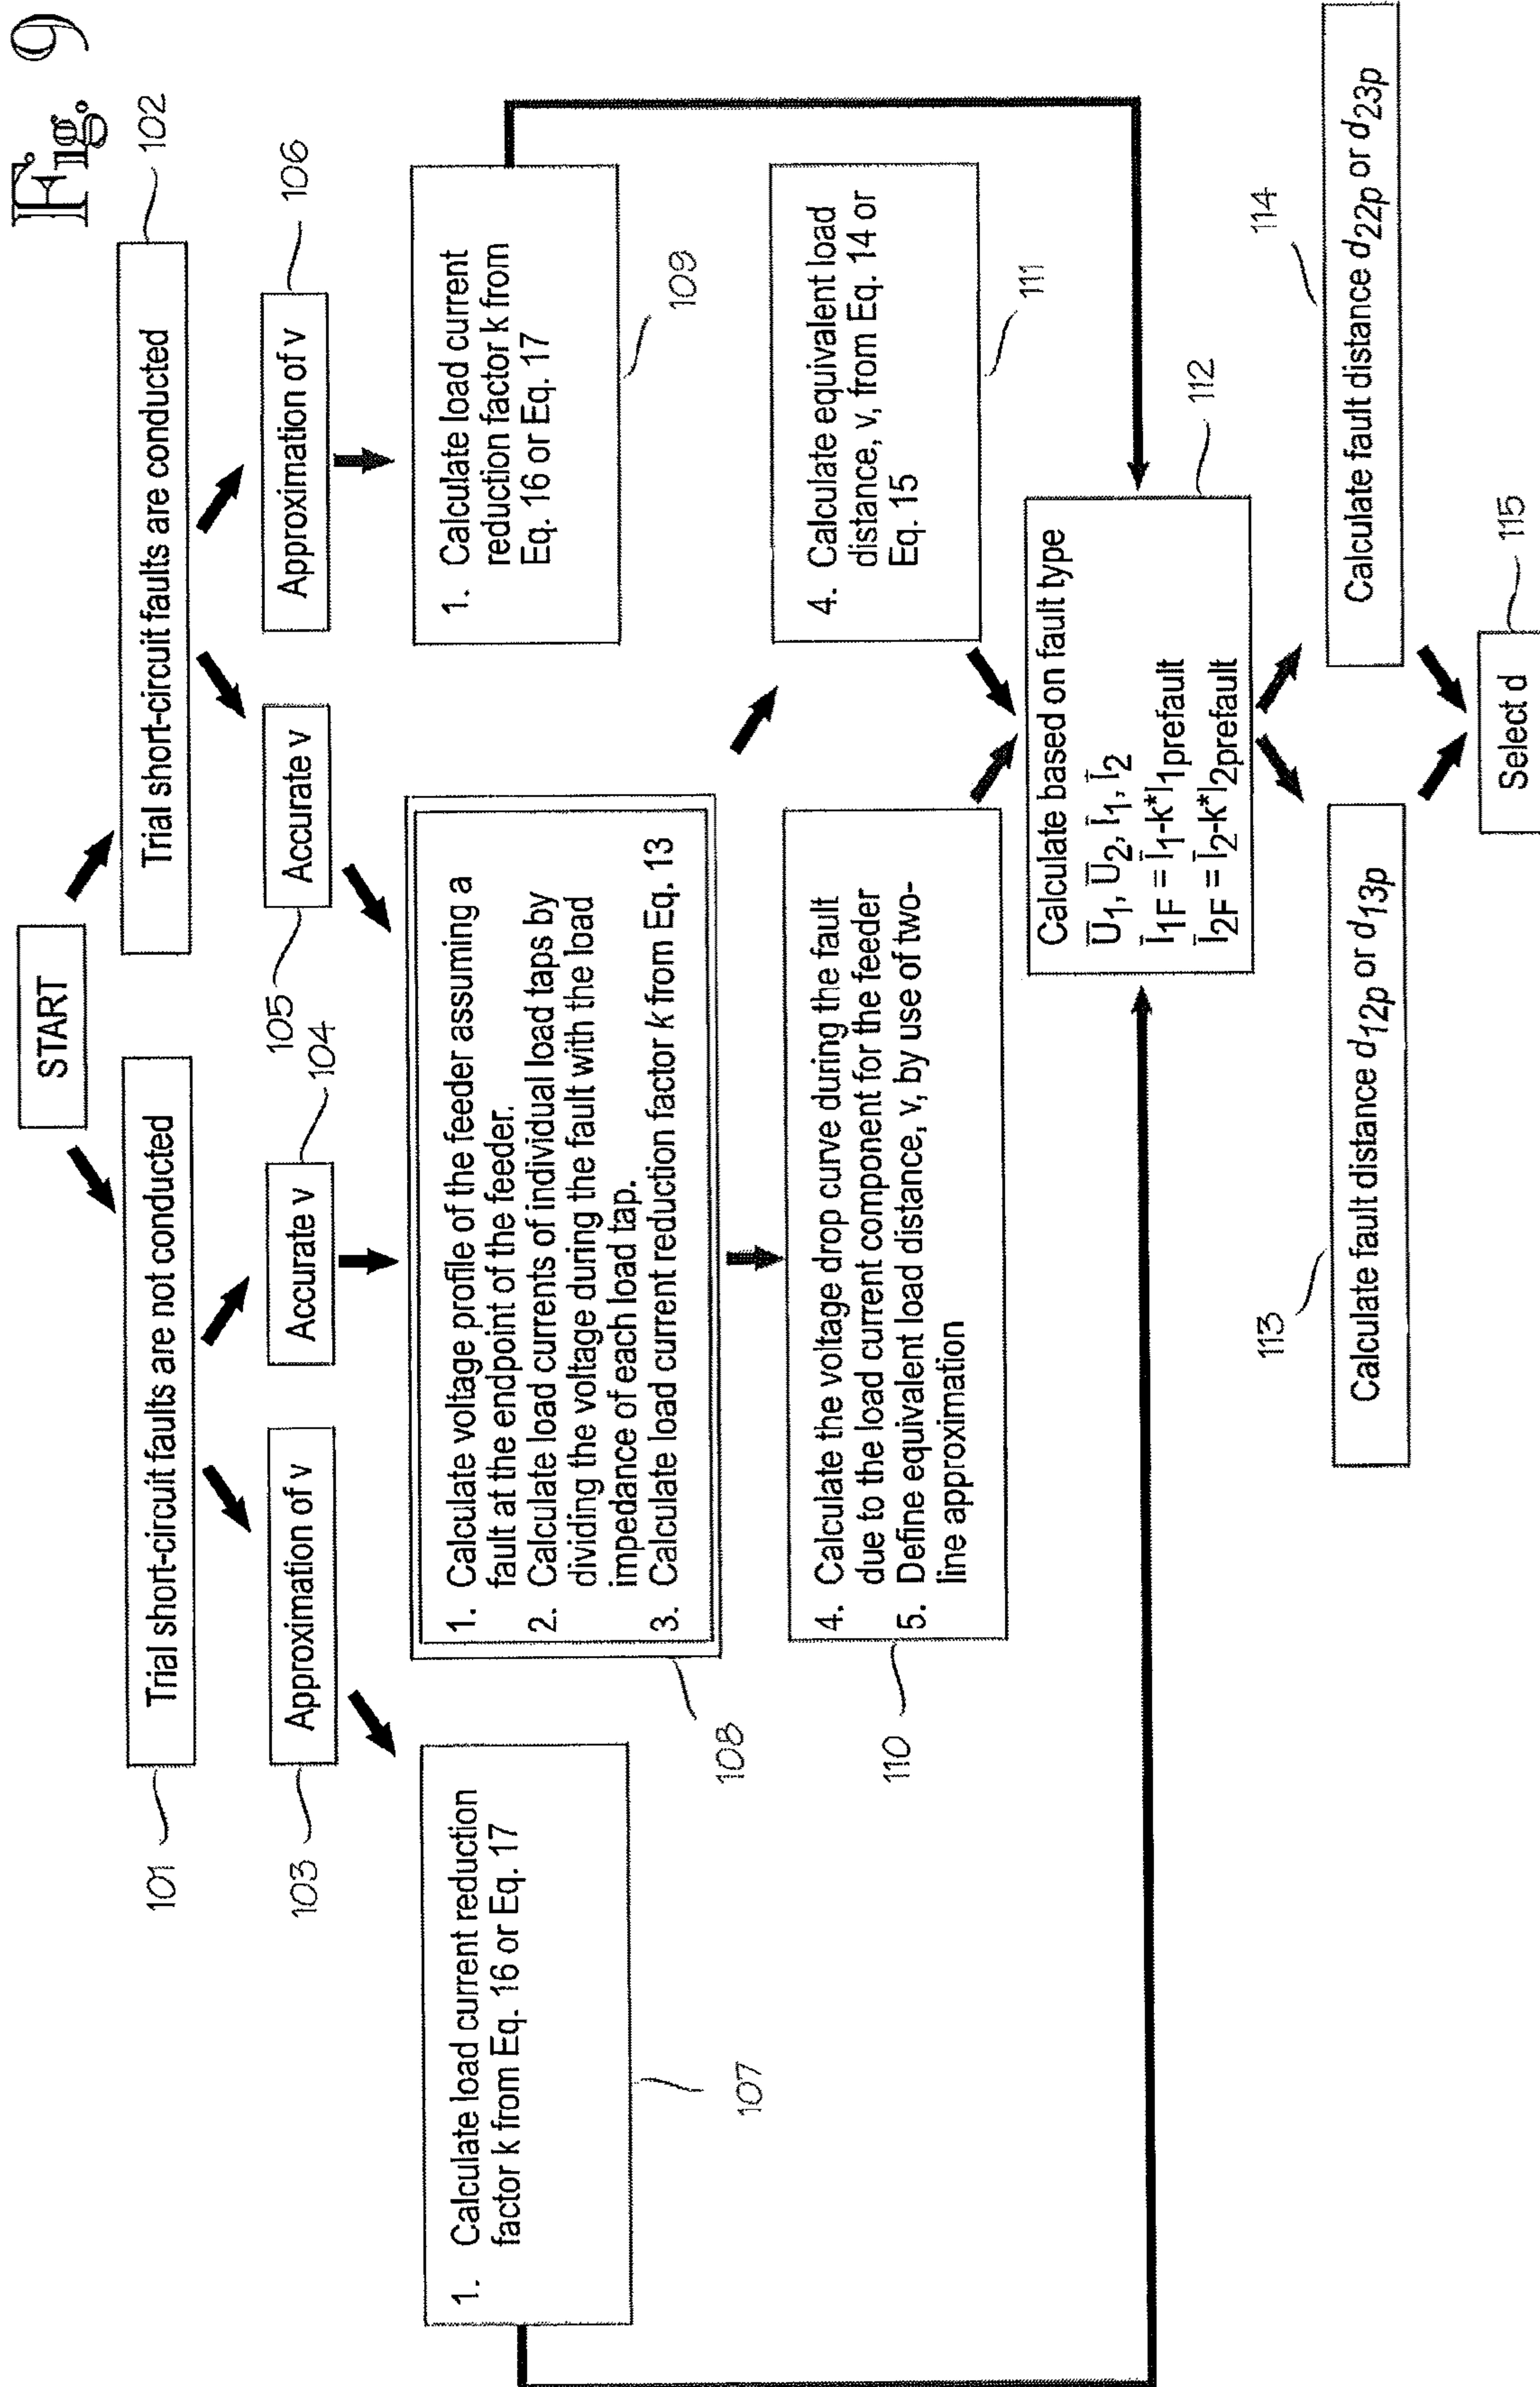 Fig. 9
START
Trial short-circuit faults are not conducted
101
Trial short-circuit faults are conducted
102
Approximation of v
103
Accurate v
104
Accurate v
105
Approximation of v
106
1. Calculate load current reduction
factor k from Eq. 16 or Eq. 17
107
1. Calculate voltage profile of the feeder assuming a
fault at the endpoint of the feeder.
2. Calculate load currents of individual load taps by
dividing the voltage during the fault with the load
impedance of each load tap.
3. Calculate load current reduction factor k from Eq. 13
108
1. Calculate load current
reduction factor k from
Eq. 16 or Eq. 17
109
4. Calculate the voltage drop curve during the fault
due to the load current component for the feeder
5. Define equivalent load distance, v, by use of two-
line approximation
110
4. Calculate equivalent load
distance, v, from Eq. 14 or
Eq. 15
111
Calculate based on fault type
U̅1, U̅2, I̅1, I̅2
I̅1F = I̅1-k*I̅1prefault
I̅2F = I̅2-k*I̅2prefault
112
Calculate fault distance d12p or d13p
113
Calculate fault distance d22p or d23p
114
Select d
115